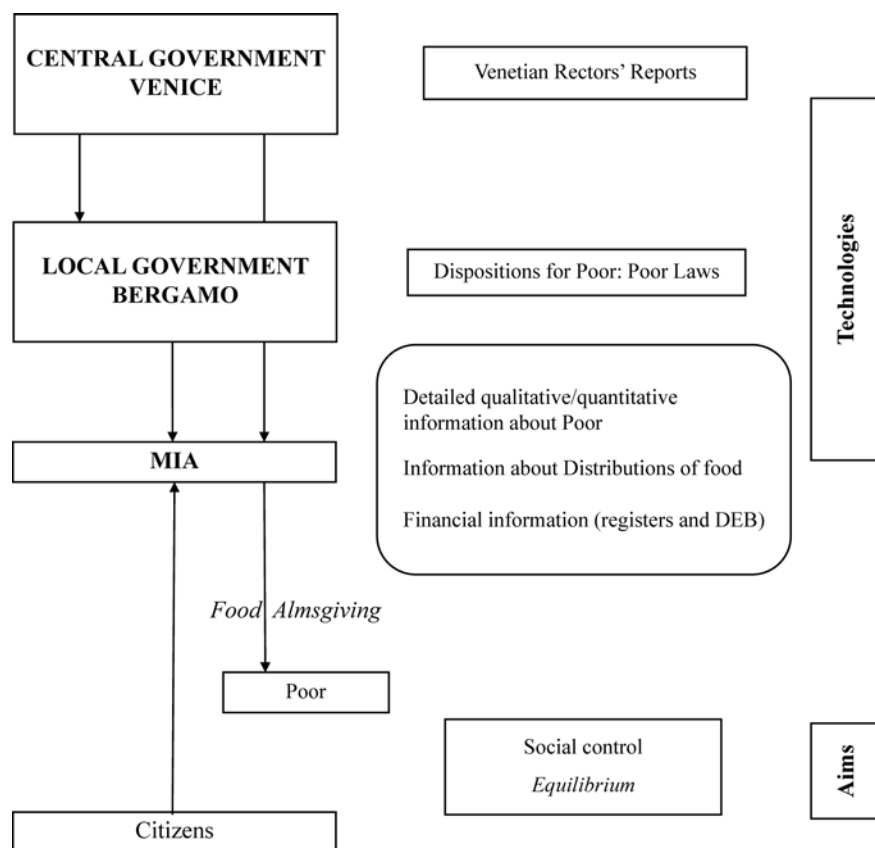 CENTRAL GOVERNMENT
VENICE
Venetian Rectors' Reports
Technologies
LOCAL GOVERNMENT
BERGAMO
Dispositions for Poor: Poor Laws
Detailed qualitative/quantitative
information about Poor
MIA
Information about Distributions of food
Financial information (registers and DEB)
Food Almsgiving
Poor
Social control
Equilibrium
Aims
Citizens